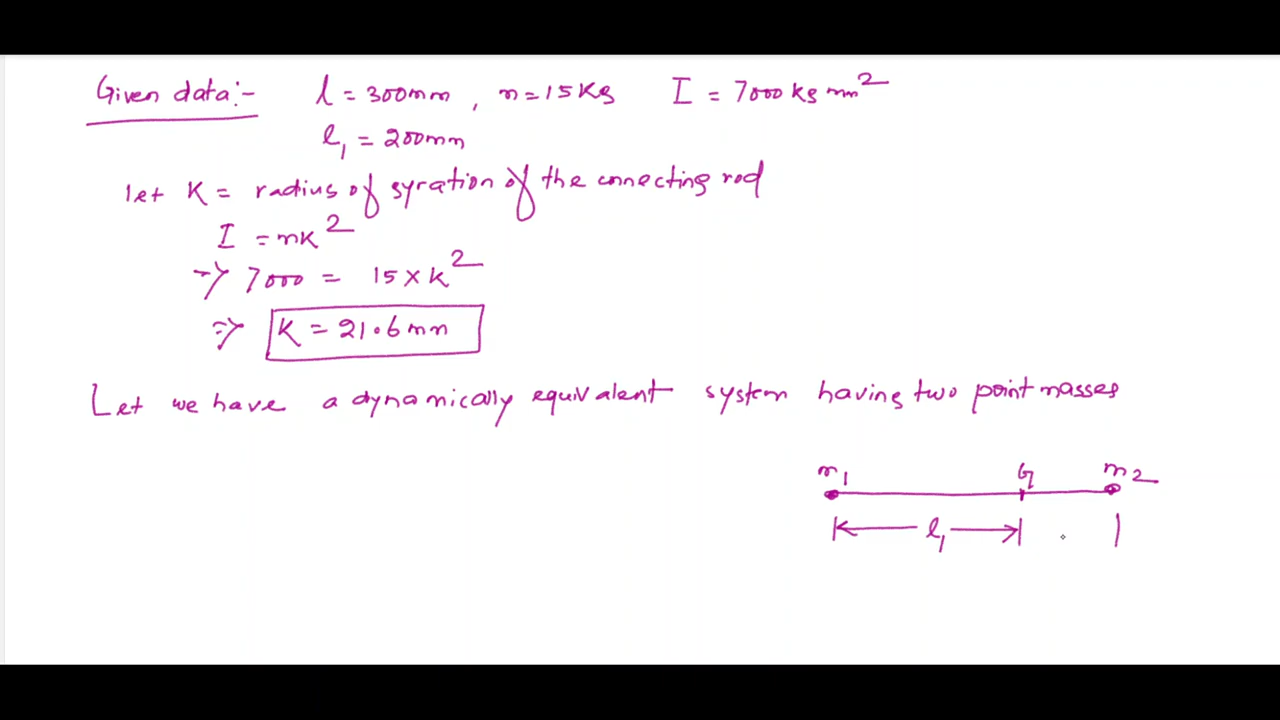 Given data:- l = 300mm, m = 15 Kg I = 7000 kg mm²
l₁ = 200mm
let K = radius of gyration of the connecting rod
I = mK²
=> 7000 = 15 × K²
=> K = 21.6 mm
Let we have a dynamically equivalent system having two point masses
m₁ G m₂
l₁